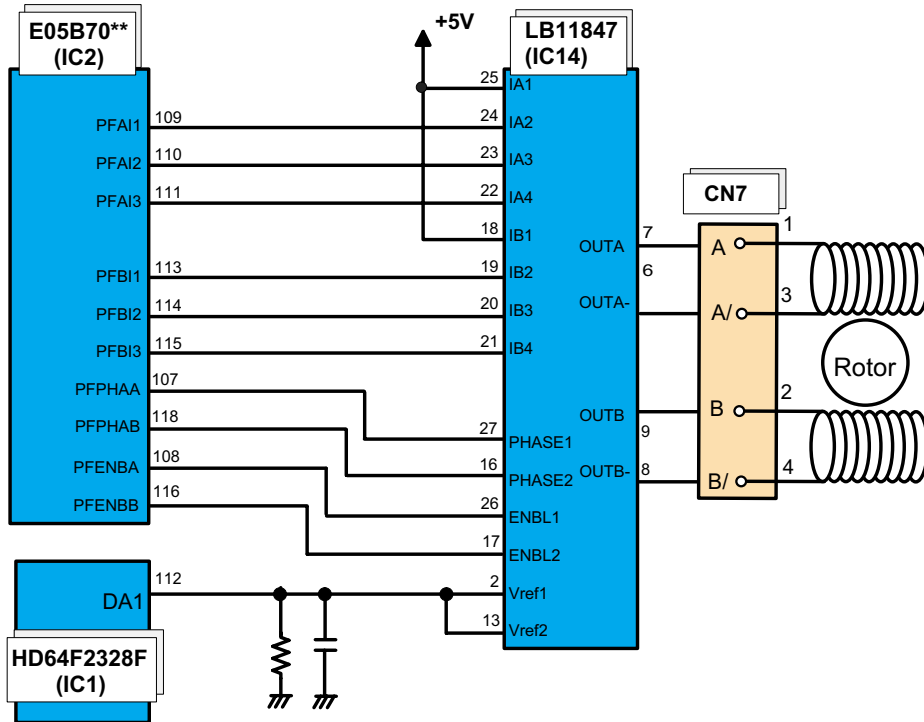 E05B70**
(IC2)
+5V
LB11847
(IC14)
PFAI1 109
PFAI2 110
PFAI3 111
PFBI1 113
PFBI2 114
PFBI3 115
PFPHAA 107
PFPHAB 118
PFENBA 108
PFENBB 116
25 IA1
24 IA2
23 IA3
22 IA4
18 IB1
19 IB2
20 IB3
21 IB4
27 PHASE1
16 PHASE2
26 ENBL1
17 ENBL2
2 Vref1
13 Vref2
OUTA 7
OUTA- 6
OUTB 9
OUTB- 8
CN7
A 1
A/ 3
B 2
B/ 4
Rotor
DA1 112
HD64F2328F
(IC1)